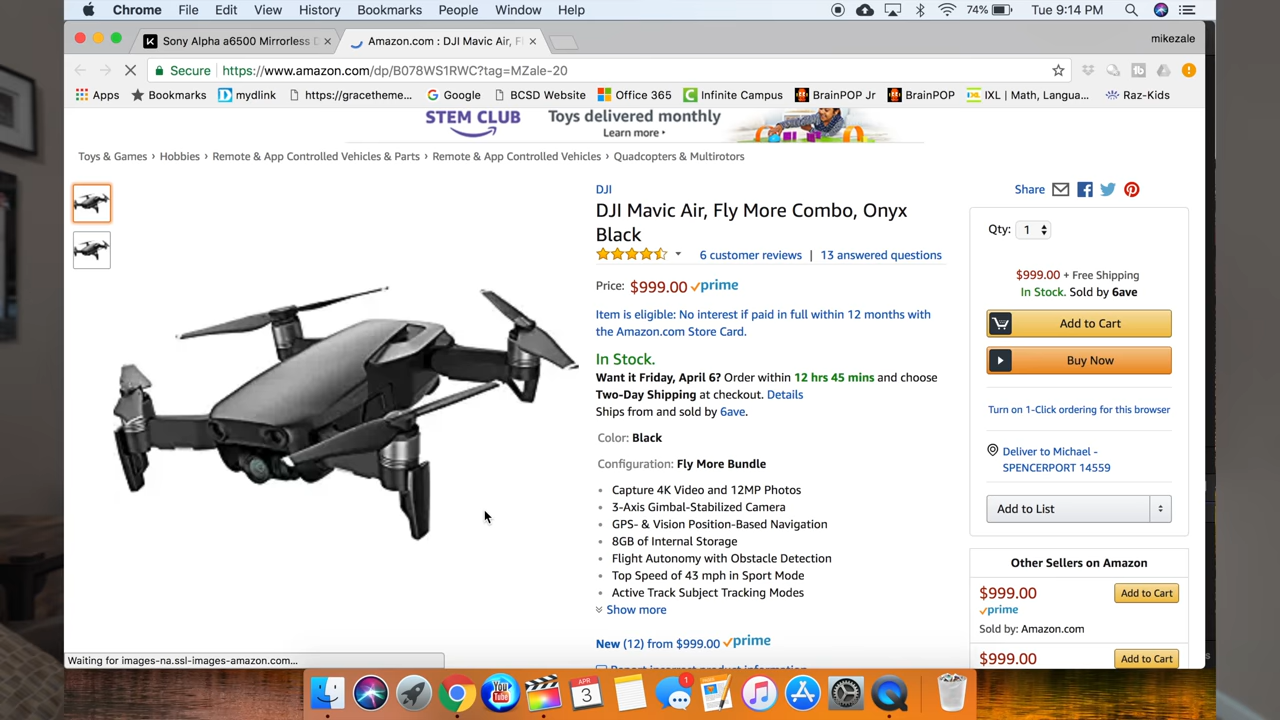 Chrome File Edit View History Bookmarks People Window Help 74% Tue 9:14 PM
Sony Alpha a6500 Mirrorless D Amazon.com : DJI Mavic Air, Fl mikezale
Secure https://www.amazon.com/dp/B078WS1RWC?tag=MZale-20
Apps Bookmarks mydlink https://gracetheme... Google BCSD Website Office 365 Infinite Campus BrainPOP Jr BrainPOP IXL | Math, Langua... Raz-Kids
STEM CLUB Toys delivered monthly
Learn more
Toys & Games › Hobbies › Remote & App Controlled Vehicles & Parts › Remote & App Controlled Vehicles › Quadcopters & Multirotors
DJI
DJI Mavic Air, Fly More Combo, Onyx
Black
6 customer reviews | 13 answered questions
Price: $999.00 prime
Item is eligible: No interest if paid in full within 12 months with
the Amazon.com Store Card.
In Stock.
Want it Friday, April 6? Order within 12 hrs 45 mins and choose
Two-Day Shipping at checkout. Details
Ships from and sold by 6ave.
Color: Black
Configuration: Fly More Bundle
• Capture 4K Video and 12MP Photos
• 3-Axis Gimbal-Stabilized Camera
• GPS- & Vision Position-Based Navigation
• 8GB of Internal Storage
• Flight Autonomy with Obstacle Detection
• Top Speed of 43 mph in Sport Mode
• Active Track Subject Tracking Modes
Show more
New (12) from $999.00 prime
Report incorrect product information
Share
Qty: 1
$999.00 + Free Shipping
In Stock. Sold by 6ave
Add to Cart
Buy Now
Turn on 1-Click ordering for this browser
Deliver to Michael -
SPENCERPORT 14559
Add to List
Other Sellers on Amazon
$999.00 Add to Cart
prime
Sold by: Amazon.com
$999.00 Add to Cart
Waiting for images-na.ssl-images-amazon.com...
You
Tube
APR
3
1